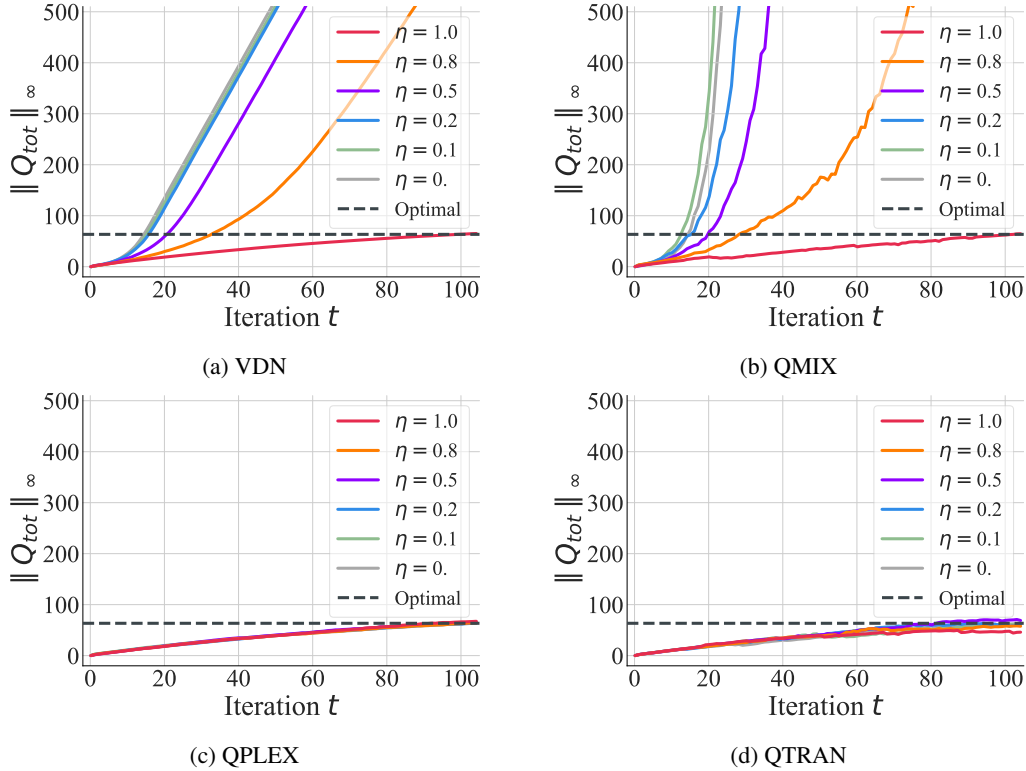 500
400
300
200
100
0
‖ Q_tot ‖_∞
η = 1.0
η = 0.8
η = 0.5
η = 0.2
η = 0.1
η = 0.
Optimal
0 20 40 60 80 100
Iteration t
(a) VDN
500
400
300
200
100
0
‖ Q_tot ‖_∞
η = 1.0
η = 0.8
η = 0.5
η = 0.2
η = 0.1
η = 0.
Optimal
0 20 40 60 80 100
Iteration t
(b) QMIX
500
400
300
200
100
0
‖ Q_tot ‖_∞
η = 1.0
η = 0.8
η = 0.5
η = 0.2
η = 0.1
η = 0.
Optimal
0 20 40 60 80 100
Iteration t
(c) QPLEX
500
400
300
200
100
0
‖ Q_tot ‖_∞
η = 1.0
η = 0.8
η = 0.5
η = 0.2
η = 0.1
η = 0.
Optimal
0 20 40 60 80 100
Iteration t
(d) QTRAN